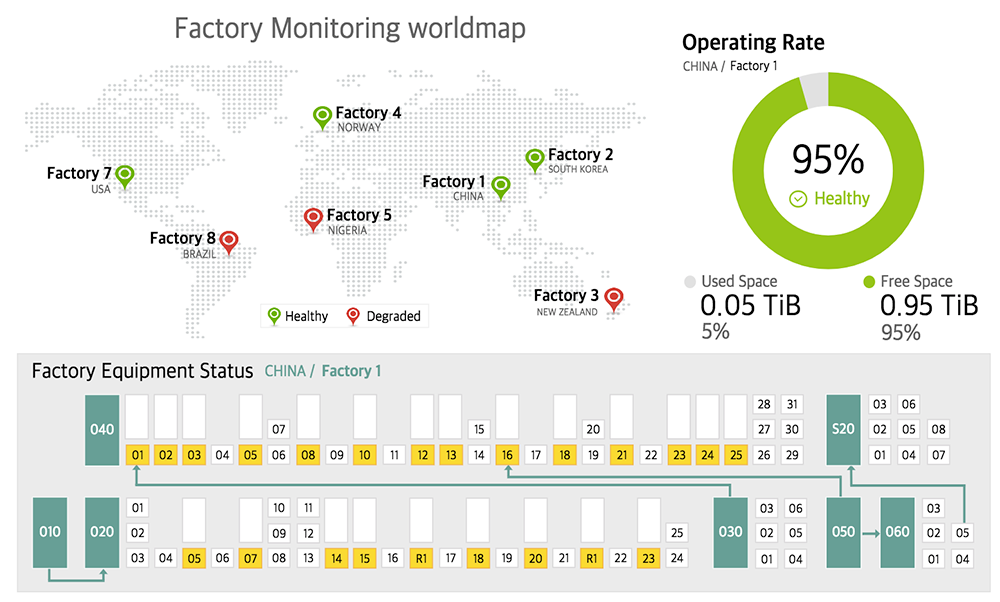 Factory Monitoring worldmap
Factory 4
NORWAY
Factory 7
USA
Factory 2
SOUTH KOREA
Factory 1
CHINA
Factory 5
NIGERIA
Factory 8
BRAZIL
Factory 3
NEW ZEALAND
Healthy
Degraded
Operating Rate
CHINA / Factory 1
95%
Healthy
Used Space
0.05 TiB
5%
Free Space
0.95 TiB
95%
Factory Equipment Status CHINA / Factory 1
28 31
03 06
040
07
15
20
27 30
S20
02 05 08
01 02 03 04 05 06 08 09 10 11 12 13 14 16 17 18 19 21 22 23 24 25 26 29
01 04 07
01
10 11
03 06
03
010
020
02
09 12
25
030
02 05
050
060
02 05
03 04 05 06 07 08 13 14 15 16 R1 17 18 19 20 21 R1 22 23 24
01 04
01 04